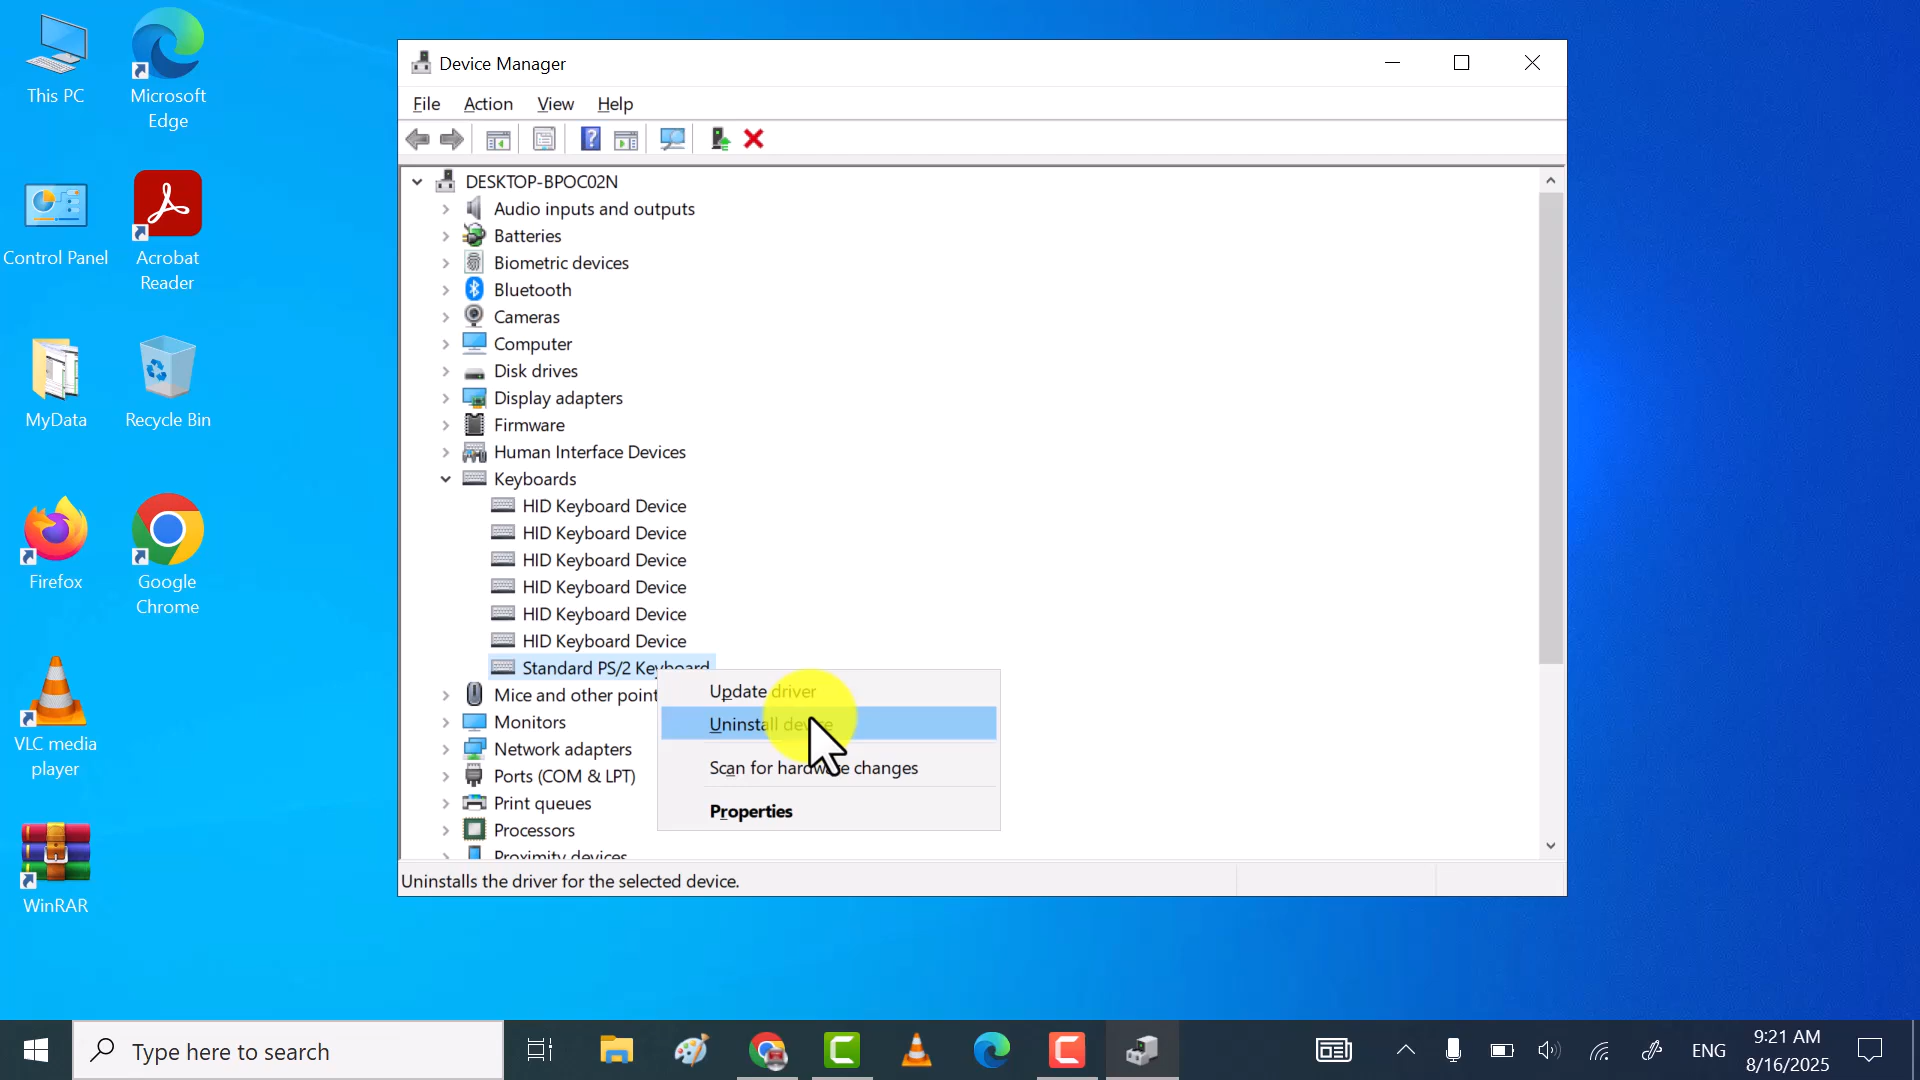 This PC
Microsoft
Edge
Control Panel
Acrobat
Reader
MyData
Recycle Bin
Firefox
Google
Chrome
VLC media
player
WinRAR
Device Manager
File Action View Help
DESKTOP-BPOC02N
Audio inputs and outputs
Batteries
Biometric devices
Bluetooth
Cameras
Computer
Disk drives
Display adapters
Firmware
Human Interface Devices
Keyboards
HID Keyboard Device
HID Keyboard Device
HID Keyboard Device
HID Keyboard Device
HID Keyboard Device
HID Keyboard Device
Standard PS/2 Keyboard
Mice and other point
Monitors
Network adapters
Ports (COM & LPT)
Print queues
Processors
Proximity devices
Update driver
Uninstall device
Scan for hardware changes
Properties
Uninstalls the driver for the selected device.
Type here to search
ENG
9:21 AM
8/16/2025